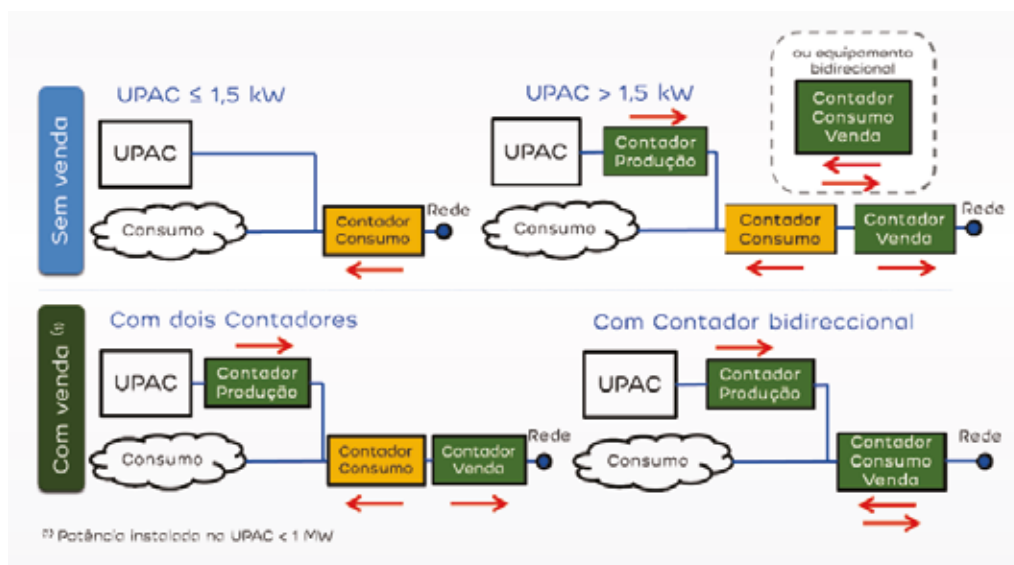 Sem venda
UPAC ≤ 1,5 kW
UPAC
Consumo
Contador
Consumo
Rede
UPAC > 1,5 kW
UPAC
Contador
Produção
Consumo
Contador
Consumo
Contador
Venda
Rede
ou equipamento
bidirecional
Contador
Consumo
Venda
Com venda (1)
Com dois Contadores
UPAC
Contador
Produção
Consumo
Contador
Consumo
Contador
Venda
Rede
Com Contador bidireccional
UPAC
Contador
Produção
Consumo
Contador
Consumo
Venda
Rede
(1) Potência instalada na UPAC < 1 MW